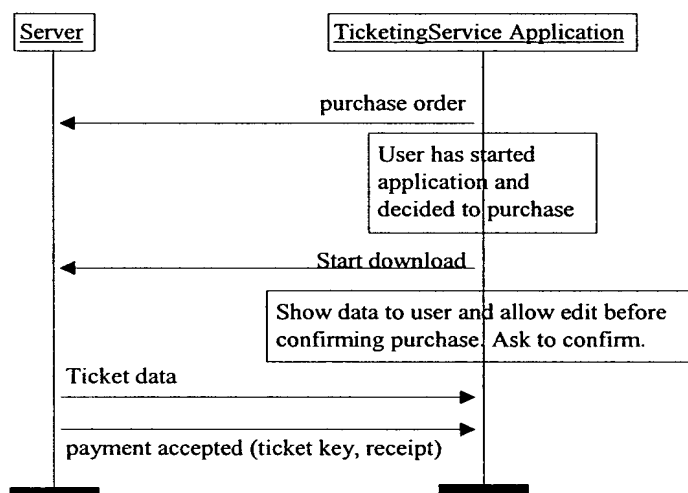 Server
TicketingService Application
purchase order
User has started
application and
decided to purchase
Start download
Show data to user and allow edit before
confirming purchase. Ask to confirm.
Ticket data
payment accepted (ticket key, receipt)